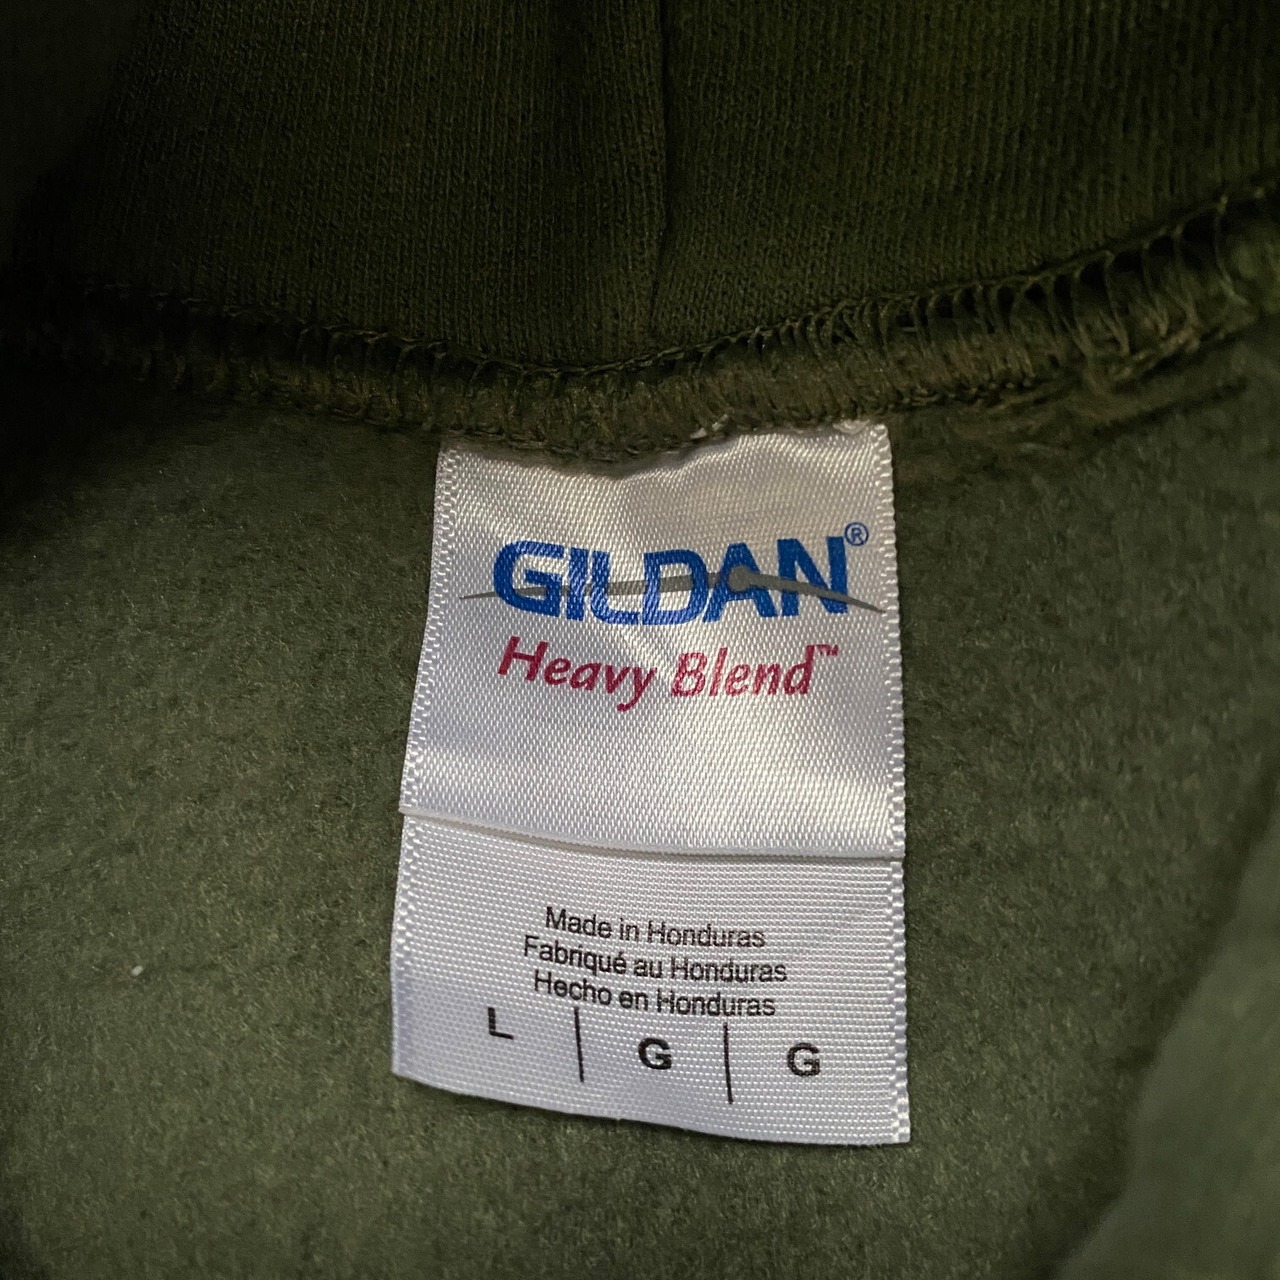 GILDAN®
Heavy Blend™
Made in Honduras
Fabriqué au Honduras
Hecho en Honduras
L | G | G